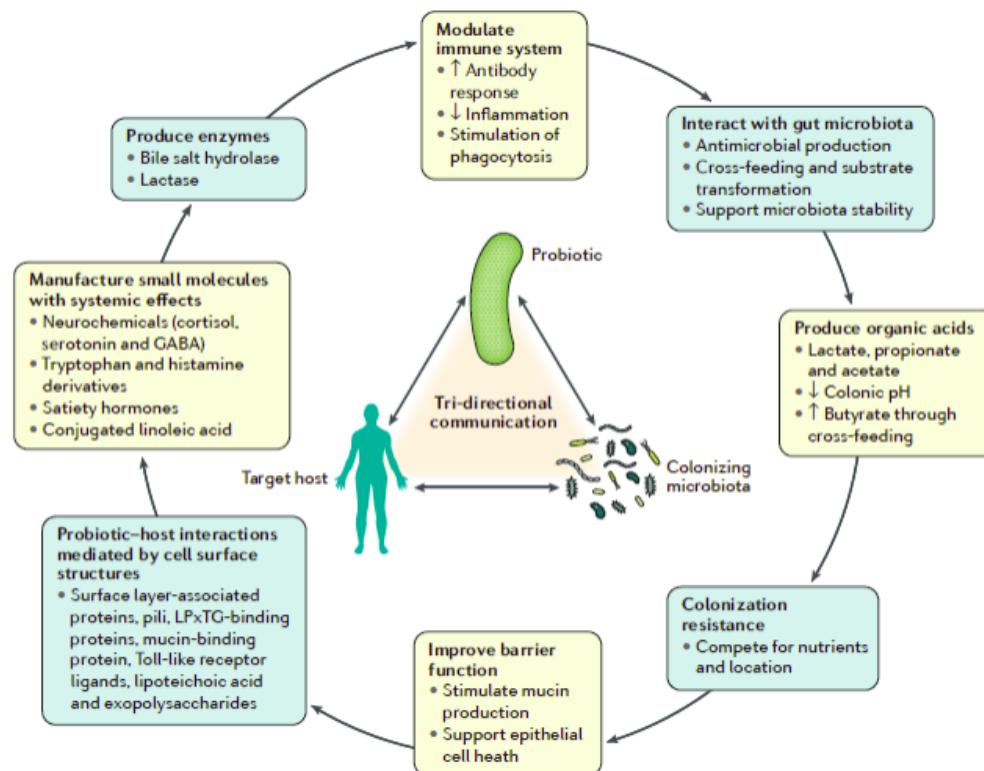 Modulate
immune system
• ↑ Antibody
response
• ↓ Inflammation
• Stimulation of
phagocytosis
Interact with gut microbiota
• Antimicrobial production
• Cross-feeding and substrate
transformation
• Support microbiota stability
Produce organic acids
• Lactate, propionate
and acetate
• ↓ Colonic pH
• ↑ Butyrate through
cross-feeding
Colonization
resistance
• Compete for nutrients
and location
Improve barrier
function
• Stimulate mucin
production
• Support epithelial
cell heath
Probiotic–host interactions
mediated by cell surface
structures
• Surface layer-associated
proteins, pili, LPxTG-binding
proteins, mucin-binding
protein, Toll-like receptor
ligands, lipoteichoic acid
and exopolysaccharides
Manufacture small molecules
with systemic effects
• Neurochemicals (cortisol,
serotonin and GABA)
• Tryptophan and histamine
derivatives
• Satiety hormones
• Conjugated linoleic acid
Produce enzymes
• Bile salt hydrolase
• Lactase
Probiotic
Tri-directional
communication
Target host
Colonizing
microbiota